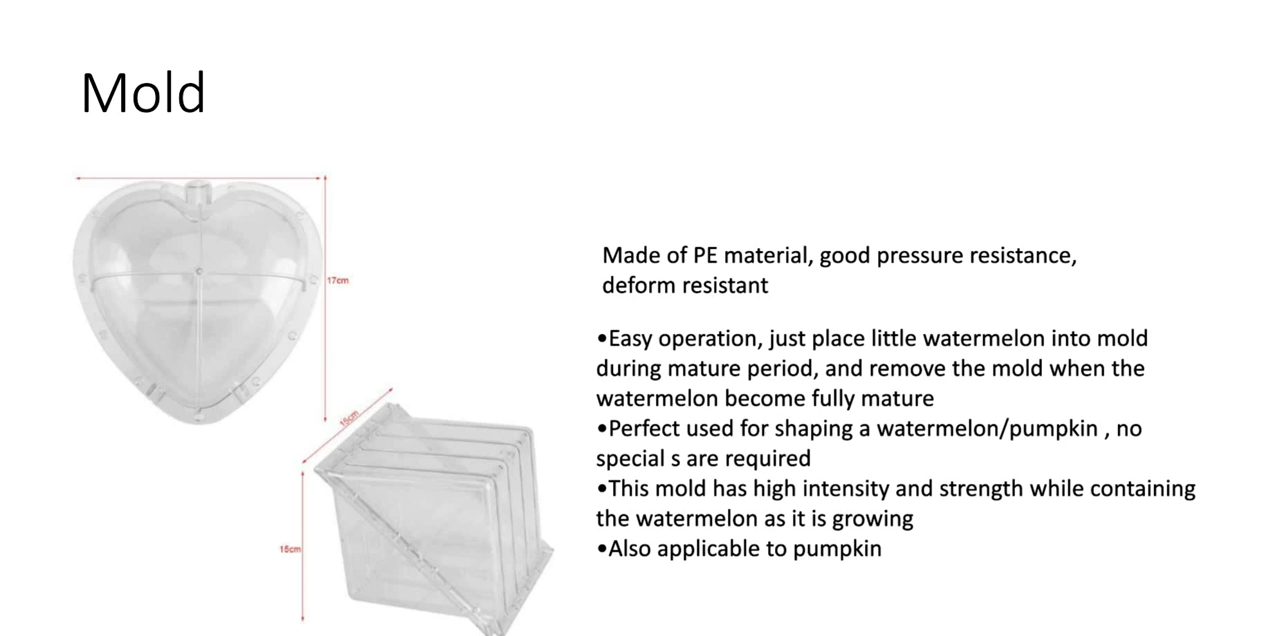 Mold
17cm
15cm
15cm
Made of PE material, good pressure resistance,
deform resistant
•Easy operation, just place little watermelon into mold
during mature period, and remove the mold when the
watermelon become fully mature
•Perfect used for shaping a watermelon/pumpkin , no
special s are required
•This mold has high intensity and strength while containing
the watermelon as it is growing
•Also applicable to pumpkin